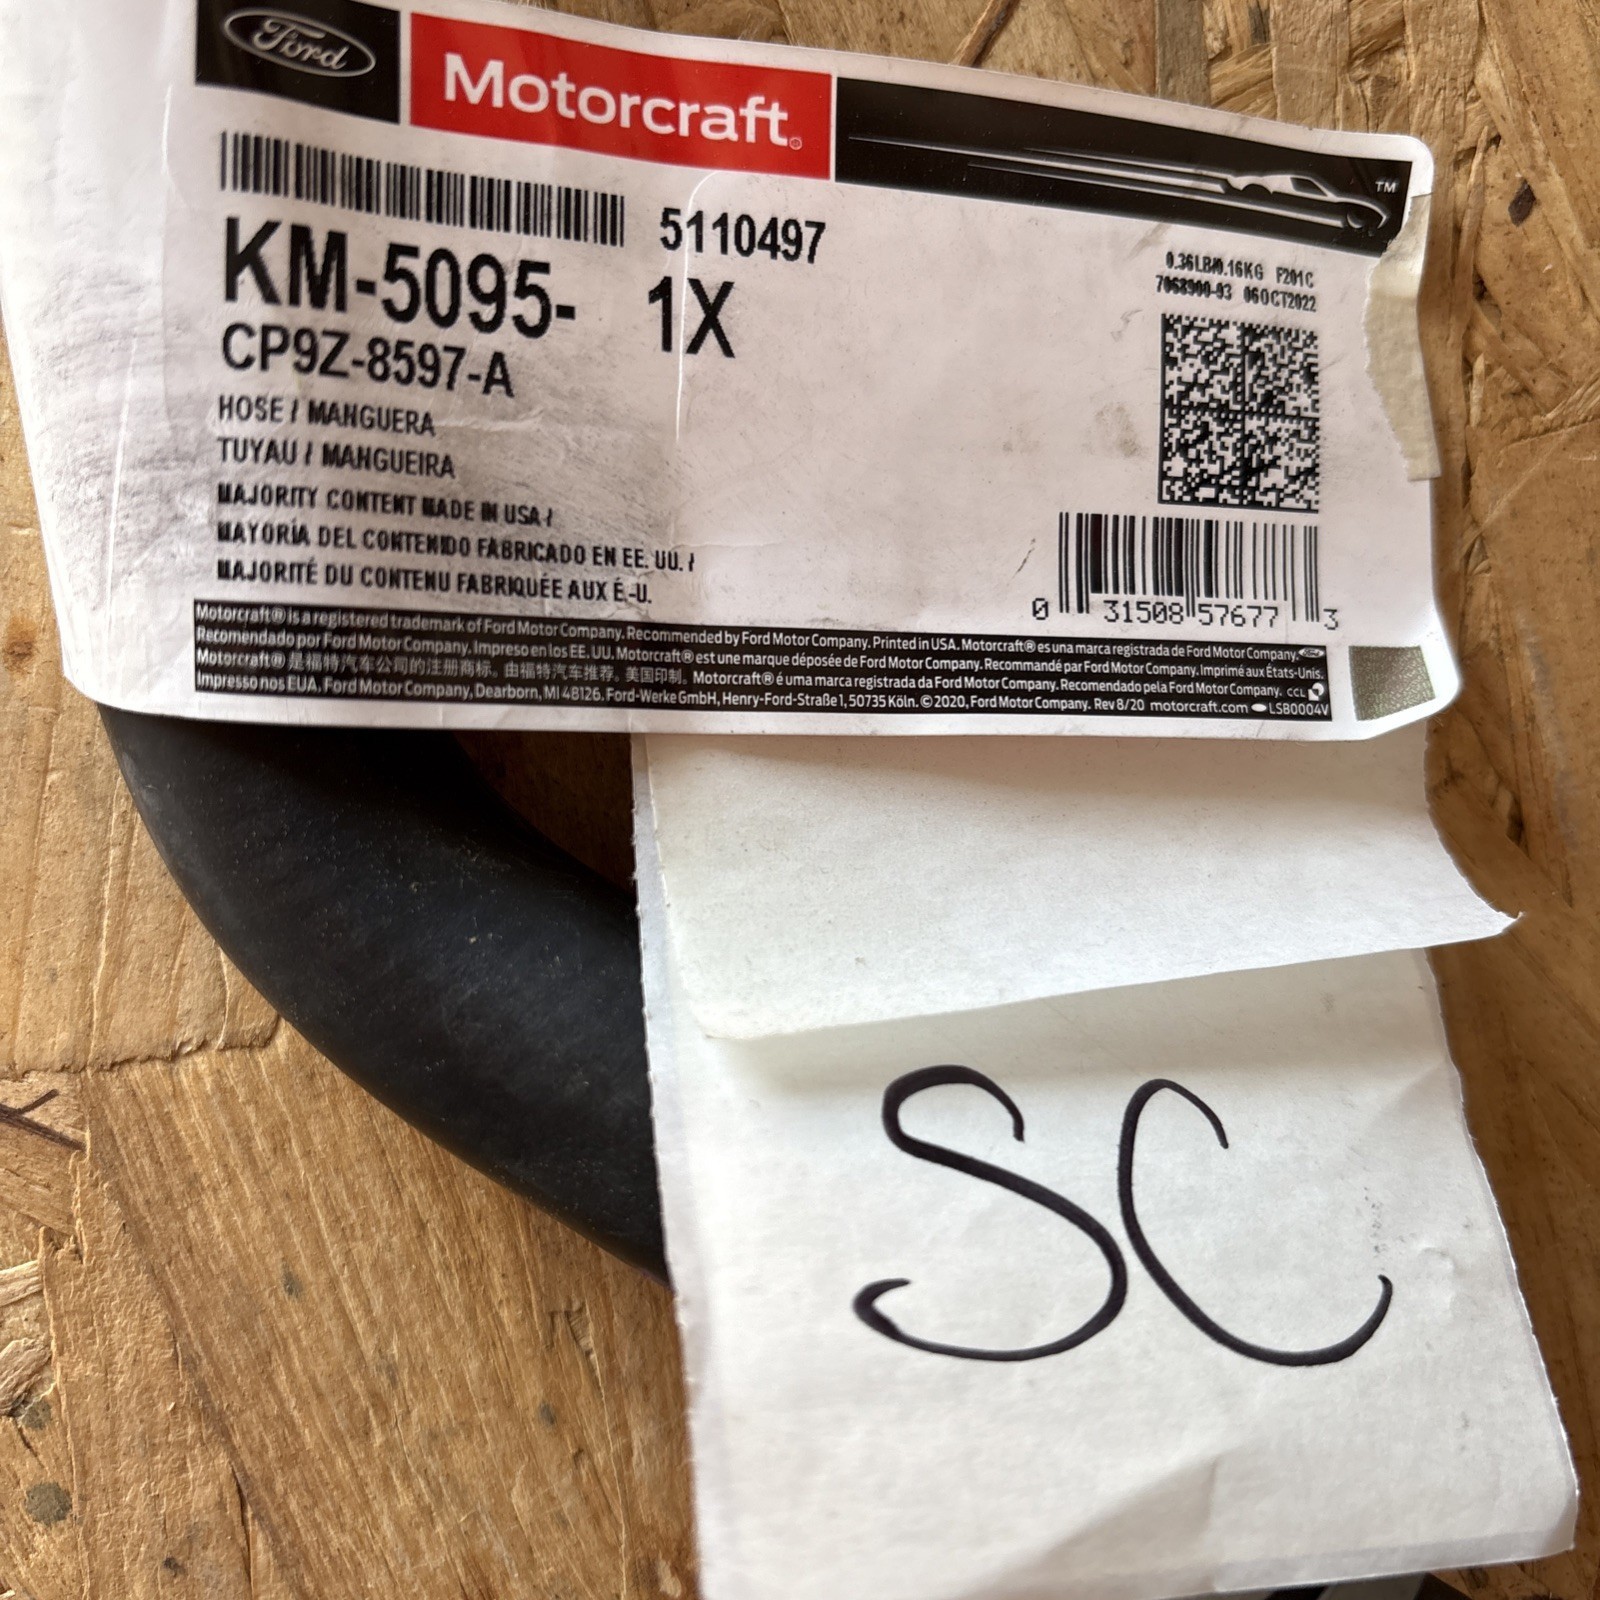 Ford
Motorcraft®
TM
5110497
KM-5095- 1X
CP9Z-8597-A
HOSE / MANGUERA
TUYAU / MANGUEIRA
MAJORITY CONTENT MADE IN USA /
MAYORÍA DEL CONTENIDO FABRICADO EN EE. UU. /
MAJORITÉ DU CONTENU FABRIQUÉE AUX É.-U.
0.36LB/0.16KG F201C
7068900-03 06OCT2022
0 31508 57677 3
Motorcraft® is a registered trademark of Ford Motor Company. Recommended by Ford Motor Company. Printed in USA. Motorcraft® es una marca registrada de Ford Motor Company.
Recomendado por Ford Motor Company. Impreso en los EE. UU. Motorcraft® est une marque déposée de Ford Motor Company. Recommandé par Ford Motor Company. Imprimé aux États-Unis.
Motorcraft® 是福特汽车公司的注册商标。由福特汽车推荐。美国印制。Motorcraft® é uma marca registrada da Ford Motor Company. Recomendado pela Ford Motor Company. CCL
Impresso nos EUA. Ford Motor Company, Dearborn, MI 48126. Ford-Werke GmbH, Henry-Ford-Straße 1, 50735 Köln. © 2020, Ford Motor Company. Rev 8/20 motorcraft.com LSB0004V
SC